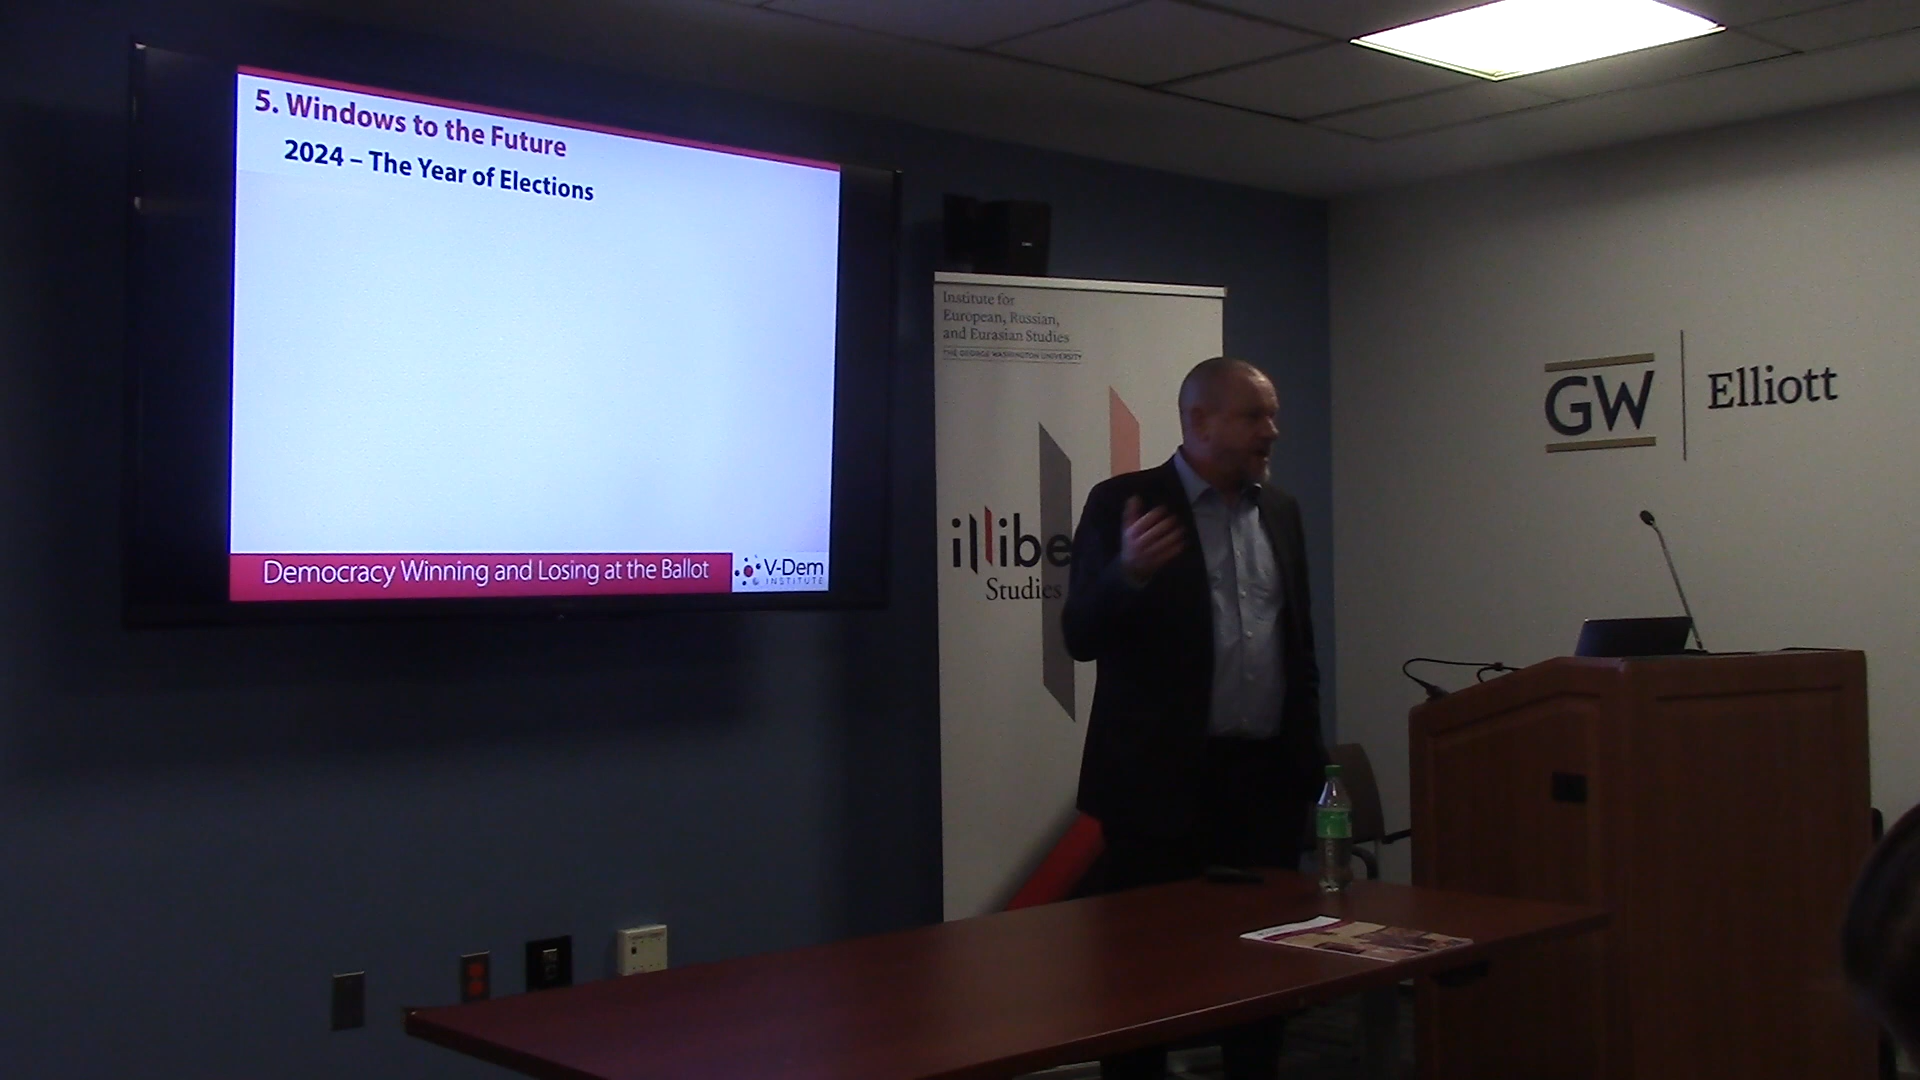 5. Windows to the Future
2024 – The Year of Elections
Democracy Winning and Losing at the Ballot
V-Dem
INSTITUTE
Institute for
European, Russian,
and Eurasian Studies
THE GEORGE WASHINGTON UNIVERSITY
illibe
Studies
GW
Elliott